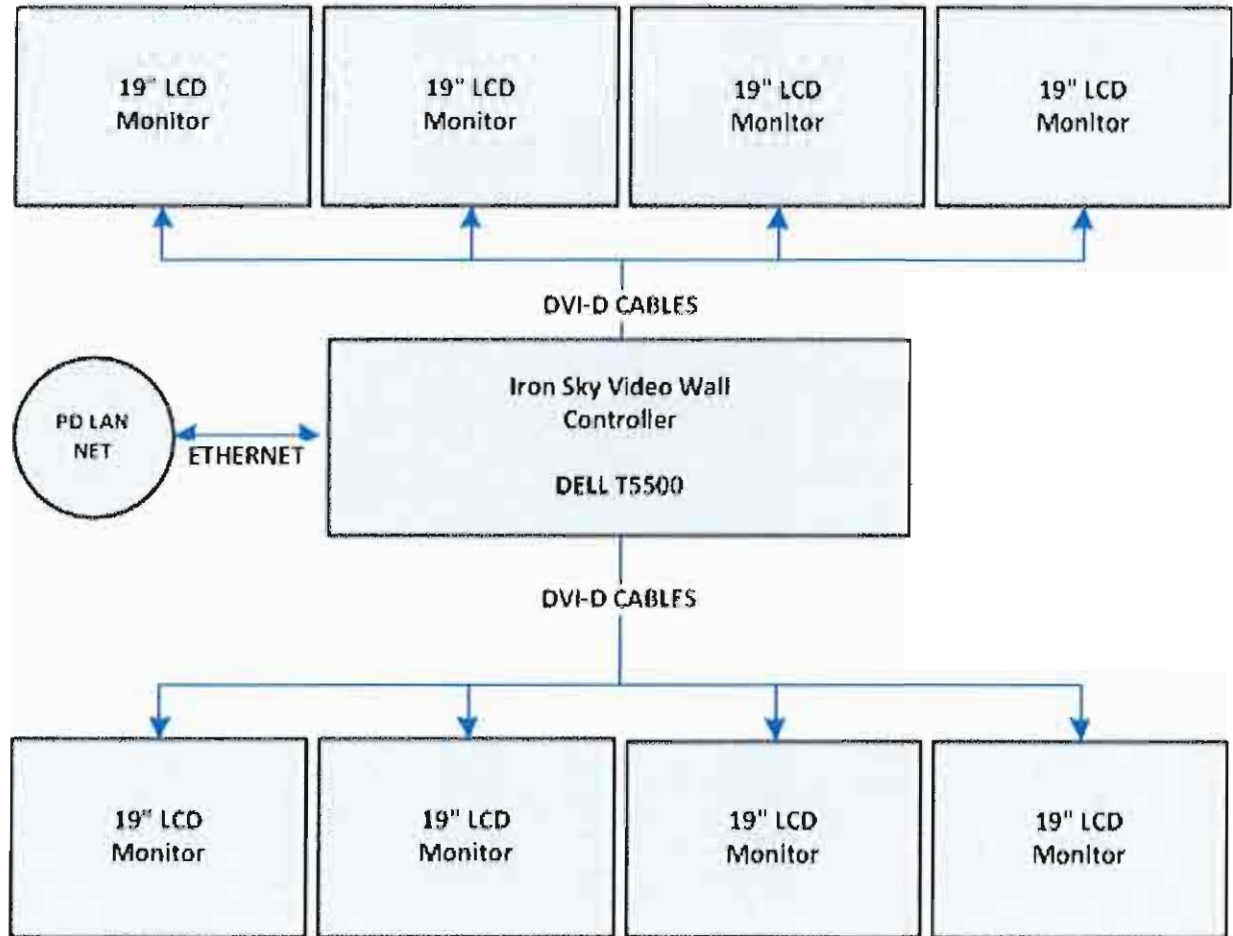 19" LCD
Monitor
19" LCD
Monitor
19" LCD
Monitor
19" LCD
Monitor
DVI-D CABLES
PD LAN
NET
ETHERNET
Iron Sky Video Wall
Controller
DELL T5500
DVI-D CABLES
19" LCD
Monitor
19" LCD
Monitor
19" LCD
Monitor
19" LCD
Monitor